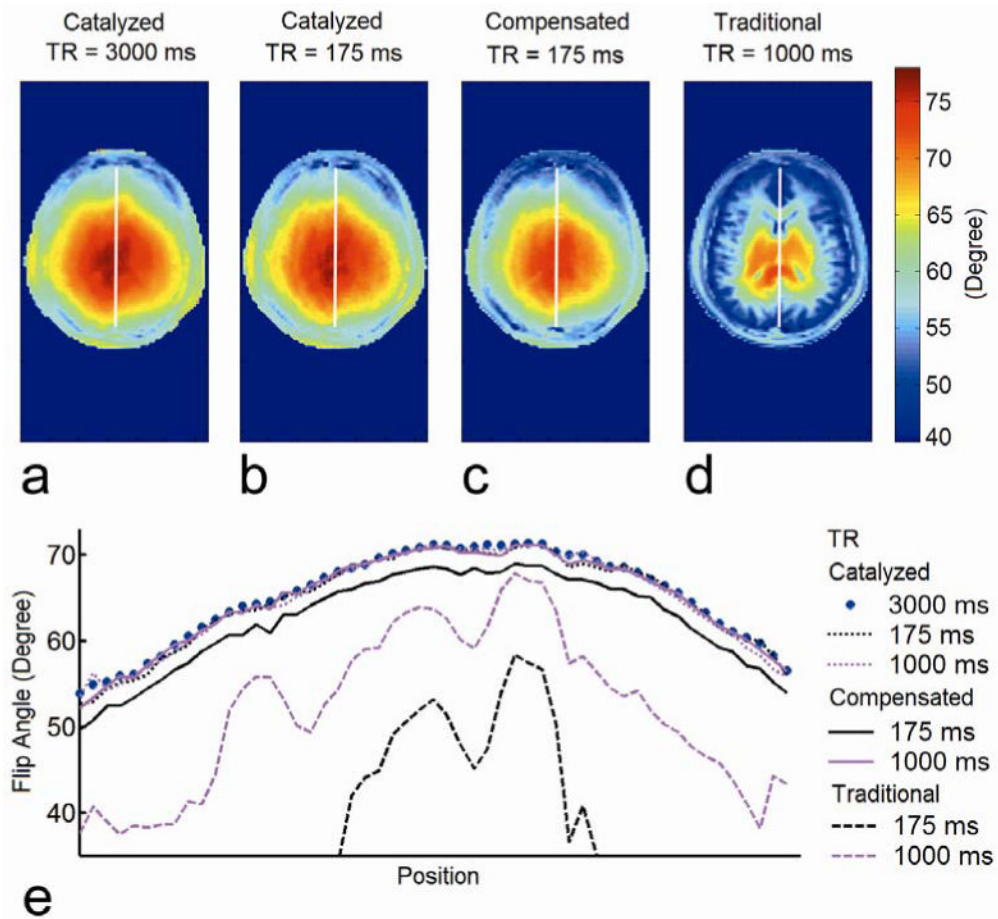 Catalyzed
TR = 3000 ms
Catalyzed
TR = 175 ms
Compensated
TR = 175 ms
Traditional
TR = 1000 ms
75
70
65
60
55
50
40
(Degree)
a
b
c
d
70
60
50
40
Flip Angle (Degree)
Position
TR
Catalyzed
3000 ms
175 ms
1000 ms
Compensated
175 ms
1000 ms
Traditional
175 ms
1000 ms
e